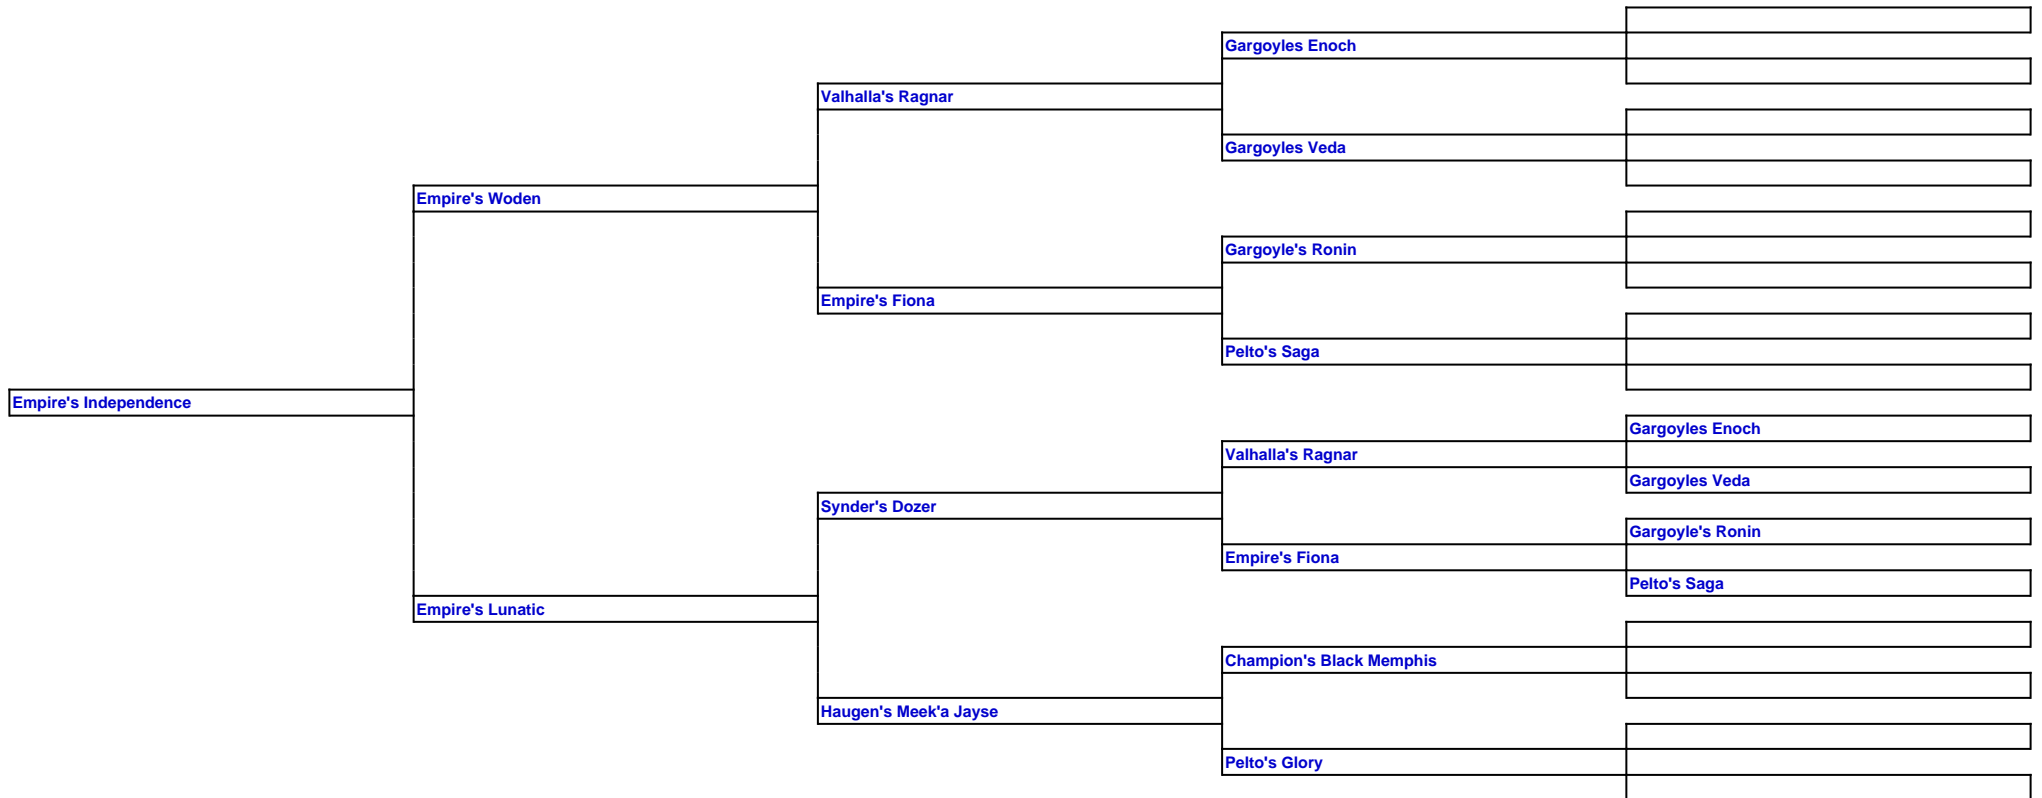 Gargoyles Enoch
Valhalla's Ragnar
Gargoyles Veda
Empire's Woden
Gargoyle's Ronin
Empire's Fiona
Pelto's Saga
Empire's Independence
Gargoyles Enoch
Valhalla's Ragnar
Gargoyles Veda
Synder's Dozer
Gargoyle's Ronin
Empire's Fiona
Pelto's Saga
Empire's Lunatic
Champion's Black Memphis
Haugen's Meek'a Jayse
Pelto's Glory